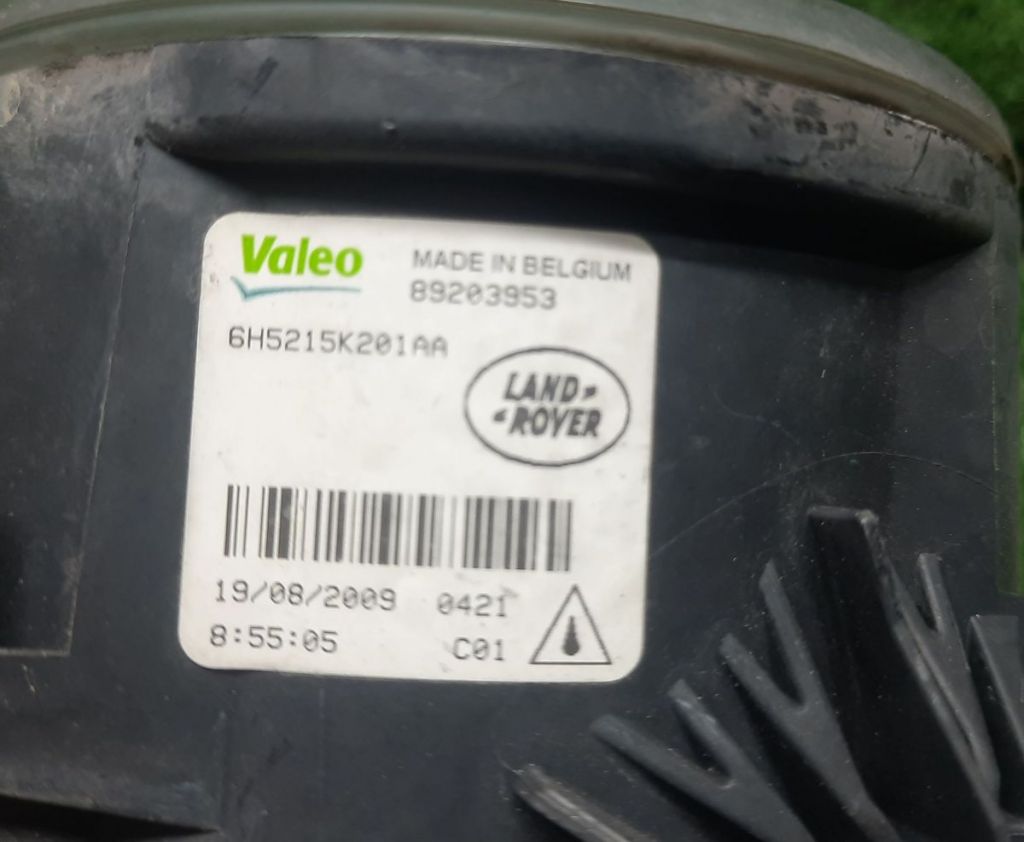 Valeo
MADE IN BELGIUM
89203953
6H5215K201AA
LAND
ROVER
19/08/2009 0421
8:55:05 C01